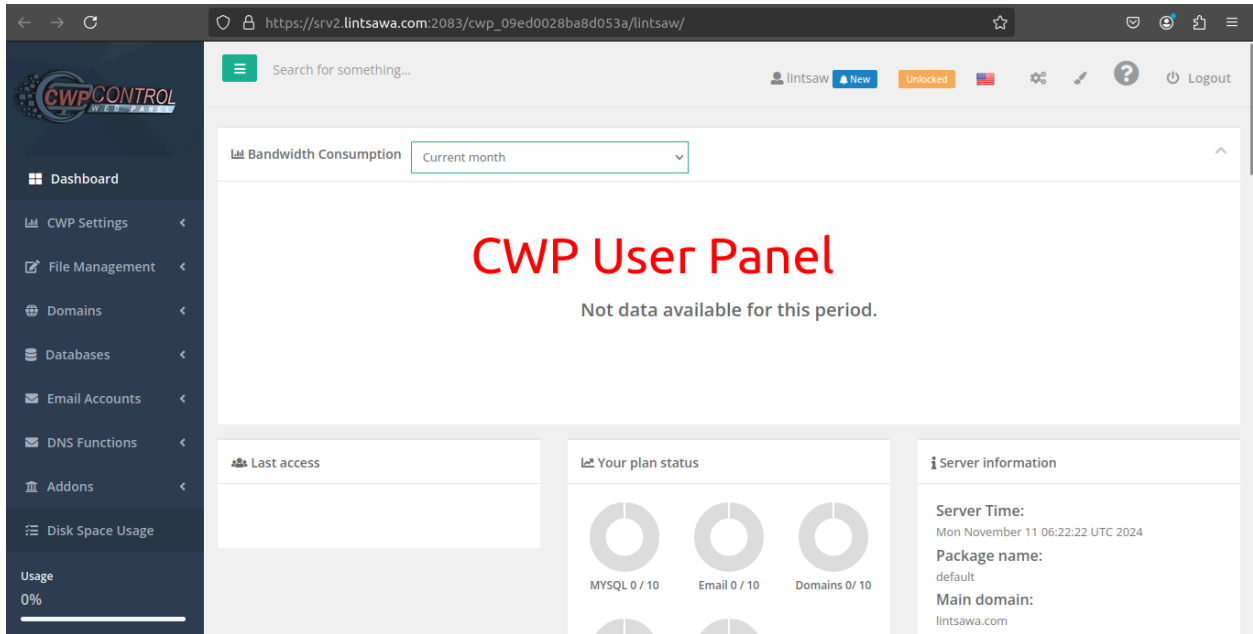 https://srv2.lintsawa.com:2083/cwp_09ed0028ba8d053a/lintsaw/
CWPCONTROL
WEB PANEL
Search for something...
lintsaw New Unlocked Logout
Dashboard
CWP Settings
File Management
Domains
Databases
Email Accounts
DNS Functions
Addons
Disk Space Usage
Usage
0%
Bandwidth Consumption Current month
CWP User Panel
Not data available for this period.
Last access
Your plan status
MYSQL 0 / 10 Email 0 / 10 Domains 0/ 10
Server information
Server Time:
Mon November 11 06:22:22 UTC 2024
Package name:
default
Main domain:
lintsawa.com